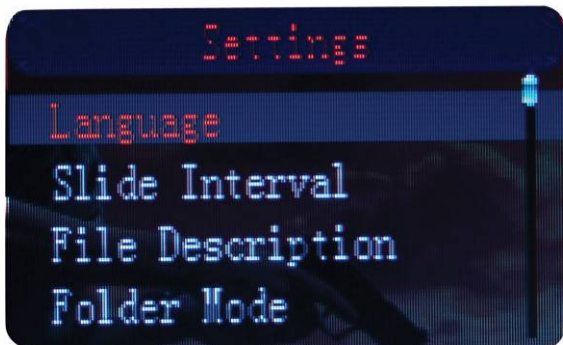 Settings
Language
Slide Interval
File Description
Folder Mode